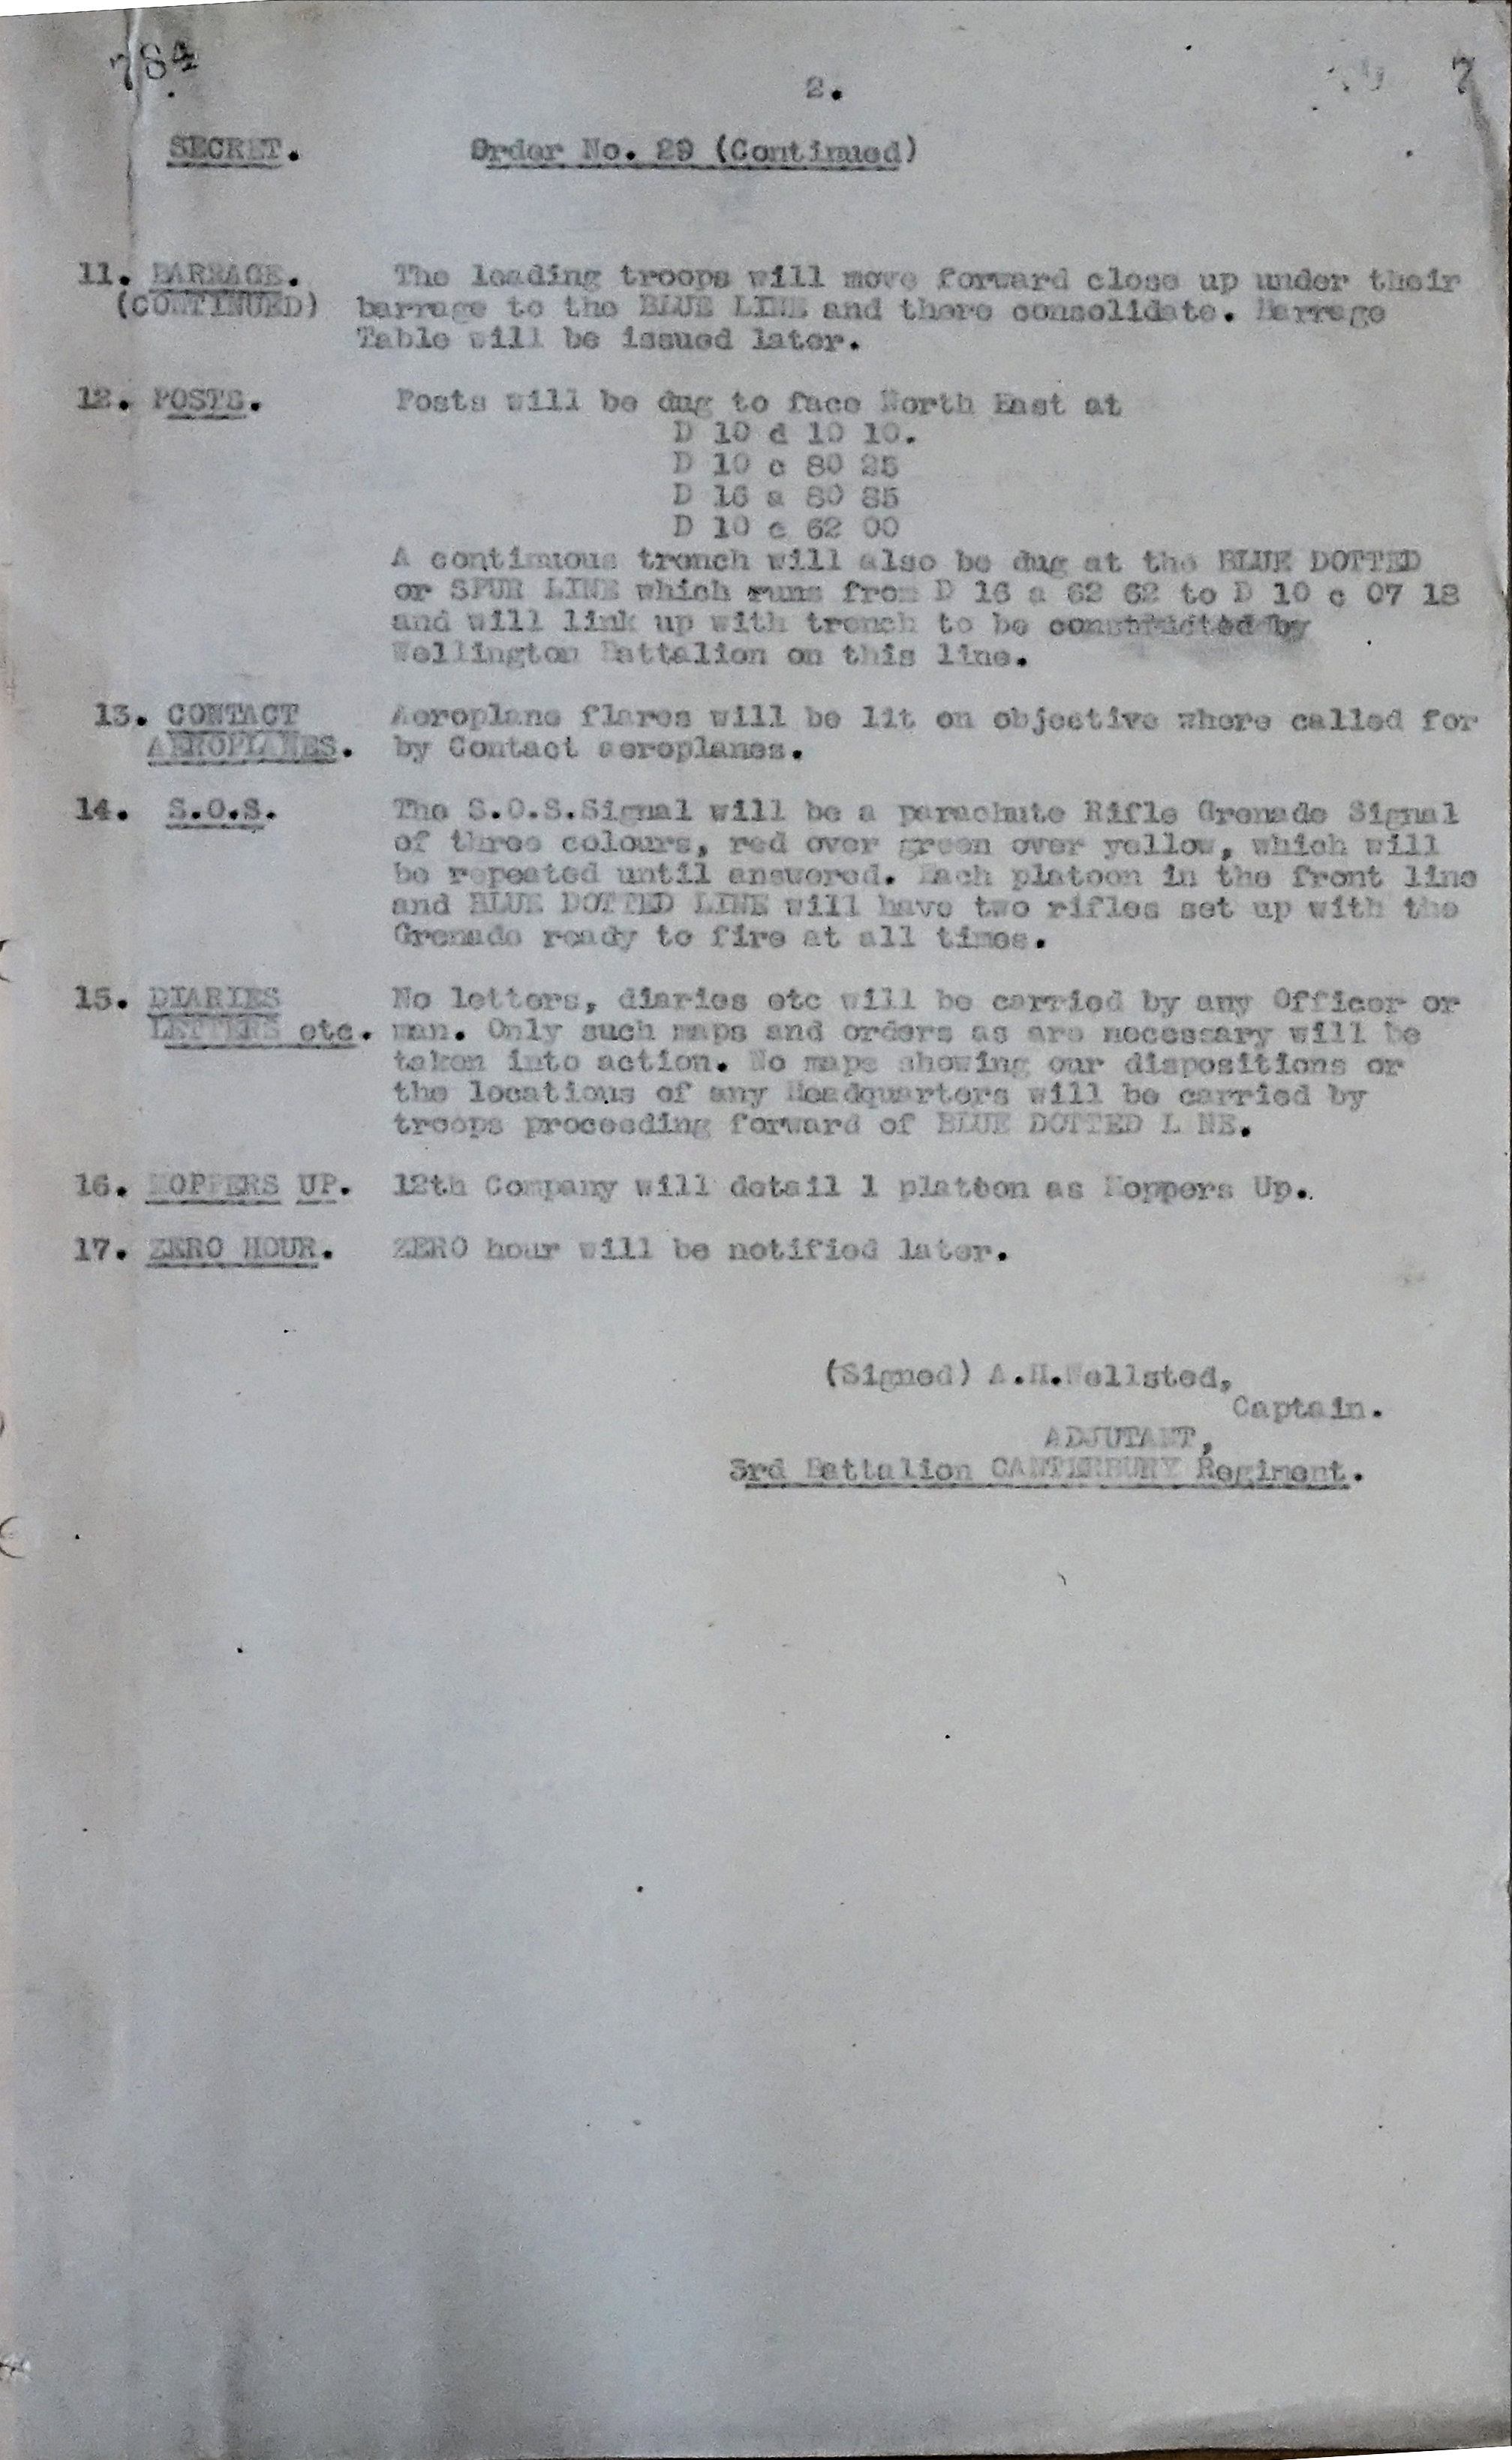 784
2.
7
SECRET.
Order No. 29 (Continued)
11. BARRAGE. The leading troops will move forward close up under their
(CONTINUED) barrage to the BLUE LINE and there consolidate. Barrage
Table will be issued later.
12. POSTS. Posts will be dug to face North East at
D 10 d 10 10.
D 10 c 80 25
D 16 a 80 85
D 10 c 62 00
A continuous trench will also be dug at the BLUE DOTTED
or SPUR LINE which runs from D 16 a 62 62 to D 10 c 07 18
and will link up with trench to be constructed by
Wellington Battalion on this line.
13. CONTACT Aeroplane flares will be lit on objective where called for
AEROPLANES. by Contact aeroplanes.
14. S.O.S. The S.O.S.Signal will be a parachute Rifle Grenade Signal
of three colours, red over green over yellow, which will
be repeated until answered. Each platoon in the front line
and BLUE DOTTED LINE will have two rifles set up with the
Grenade ready to fire at all times.
15. DIARIES No letters, diaries etc will be carried by any Officer or
LETTERS etc. man. Only such maps and orders as are necessary will be
taken into action. No maps showing our dispositions or
the locations of any Headquarters will be carried by
troops proceeding forward of BLUE DOTTED L NE.
16. MOPPERS UP. 12th Company will detail 1 platoon as Moppers Up.
17. ZERO HOUR. ZERO hour will be notified later.
(Signed) A.H.Wellsted,
Captain.
ADJUTANT,
3rd Battalion CANTERBURY Regiment.